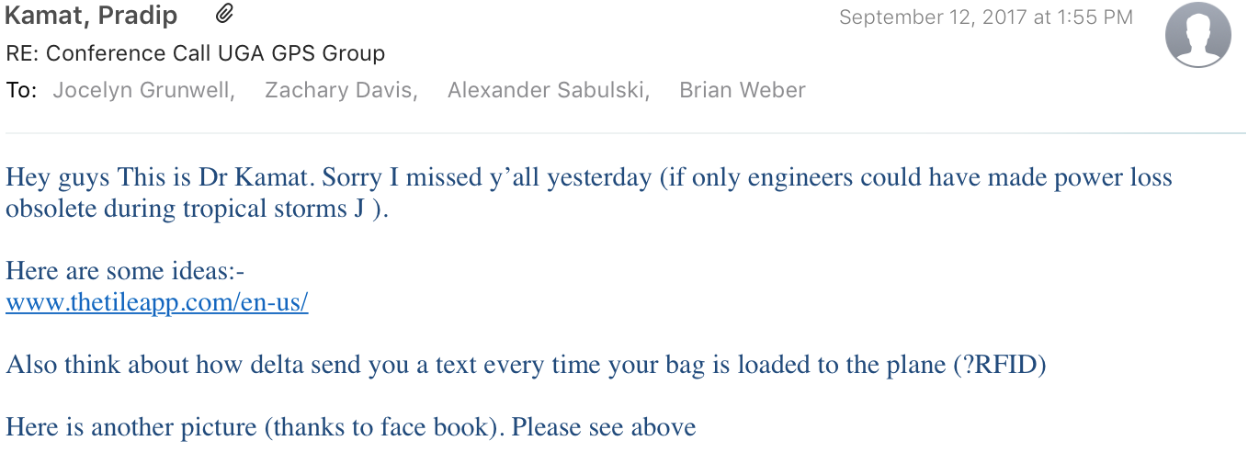 Kamat, Pradip
September 12, 2017 at 1:55 PM
RE: Conference Call UGA GPS Group
To: Jocelyn Grunwell, Zachary Davis, Alexander Sabulski, Brian Weber
Hey guys This is Dr Kamat. Sorry I missed y’all yesterday (if only engineers could have made power loss
obsolete during tropical storms J ).
Here are some ideas:-
www.thetileapp.com/en-us/
Also think about how delta send you a text every time your bag is loaded to the plane (?RFID)
Here is another picture (thanks to face book). Please see above